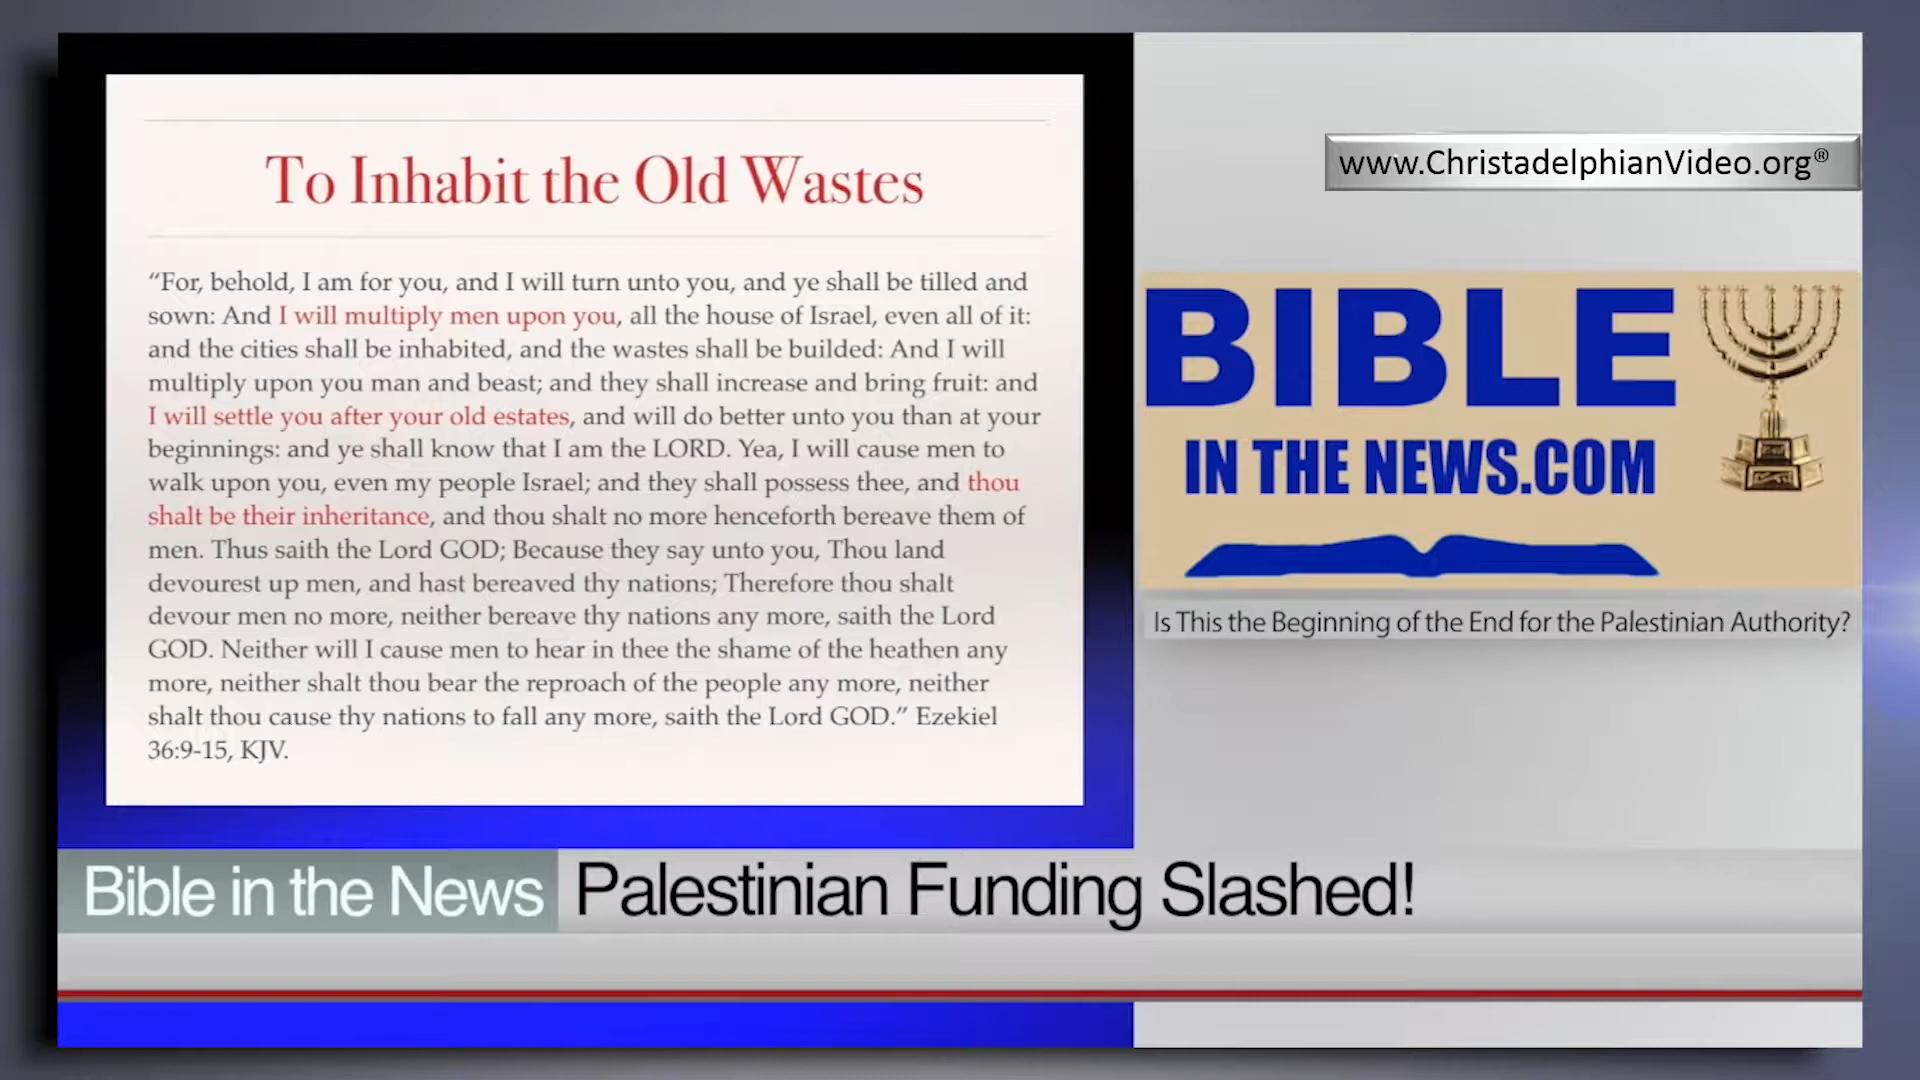 To Inhabit the Old Wastes
“For, behold, I am for you, and I will turn unto you, and ye shall be tilled and
sown: And I will multiply men upon you, all the house of Israel, even all of it:
and the cities shall be inhabited, and the wastes shall be builded: And I will
multiply upon you man and beast; and they shall increase and bring fruit: and
I will settle you after your old estates, and will do better unto you than at your
beginnings: and ye shall know that I am the LORD. Yea, I will cause men to
walk upon you, even my people Israel; and they shall possess thee, and thou
shalt be their inheritance, and thou shalt no more henceforth bereave them of
men. Thus saith the Lord GOD; Because they say unto you, Thou land
devourest up men, and hast bereaved thy nations; Therefore thou shalt
devour men no more, neither bereave thy nations any more, saith the Lord
GOD. Neither will I cause men to hear in thee the shame of the heathen any
more, neither shalt thou bear the reproach of the people any more, neither
shalt thou cause thy nations to fall any more, saith the Lord GOD.” Ezekiel
36:9-15, KJV.
www.ChristadelphianVideo.org®
BIBLE
IN THE NEWS.COM
Is This the Beginning of the End for the Palestinian Authority?
Bible in the News Palestinian Funding Slashed!